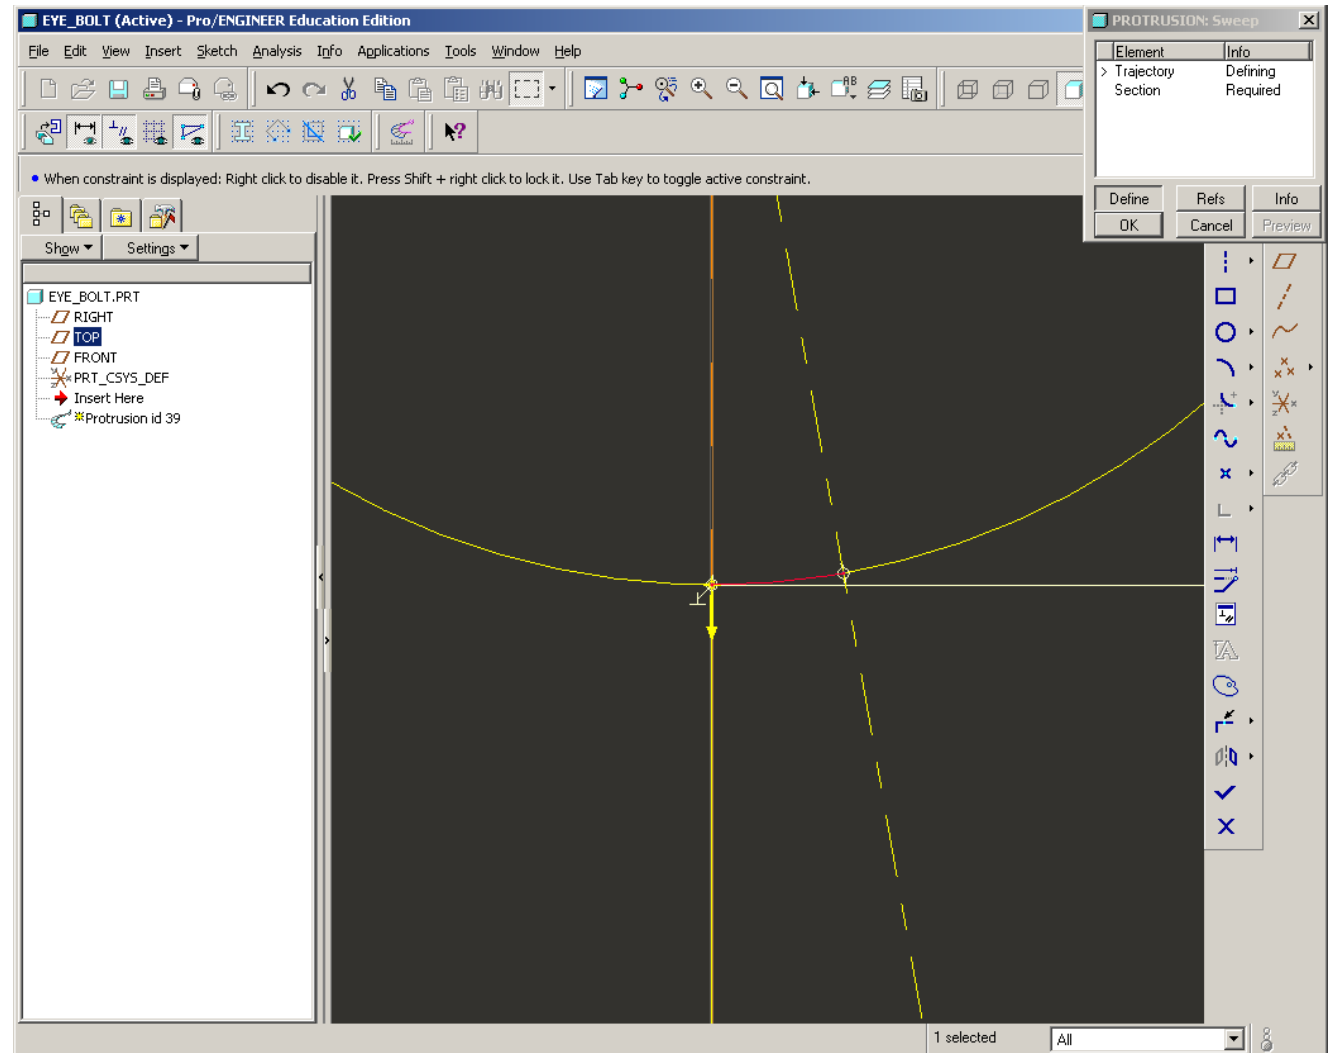 EYE_BOLT (Active) - Pro/ENGINEER Education Edition
PROTRUSION: Sweep
File Edit View Insert Sketch Analysis Info Applications Tools Window Help
Element Info
> Trajectory Defining
Section Required
When constraint is displayed: Right click to disable it. Press Shift + right click to lock it. Use Tab key to toggle active constraint.
Define Refs Info
OK Cancel Preview
Show Settings
EYE_BOLT.PRT
RIGHT
TOP
FRONT
PRT_CSYS_DEF
Insert Here
Protrusion id 39
1 selected All